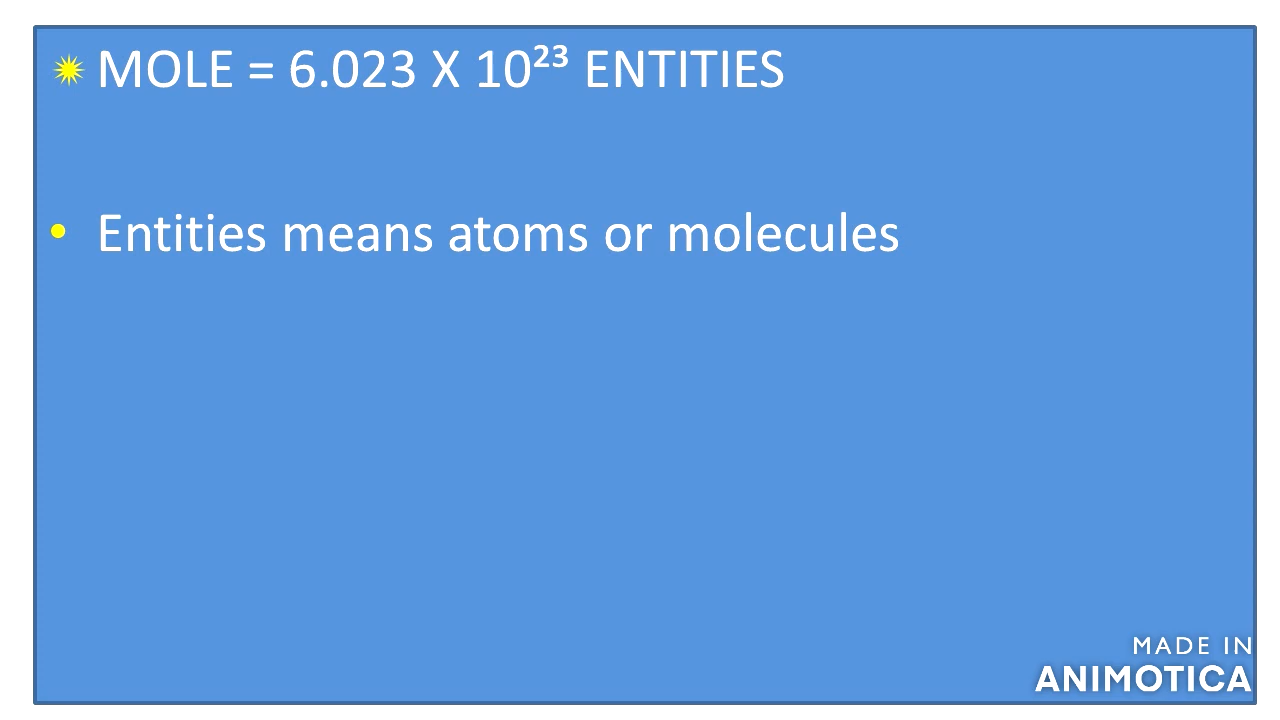 MOLE = 6.023 X 10²³ ENTITIES
• Entities means atoms or molecules
MADE IN
ANIMOTICA